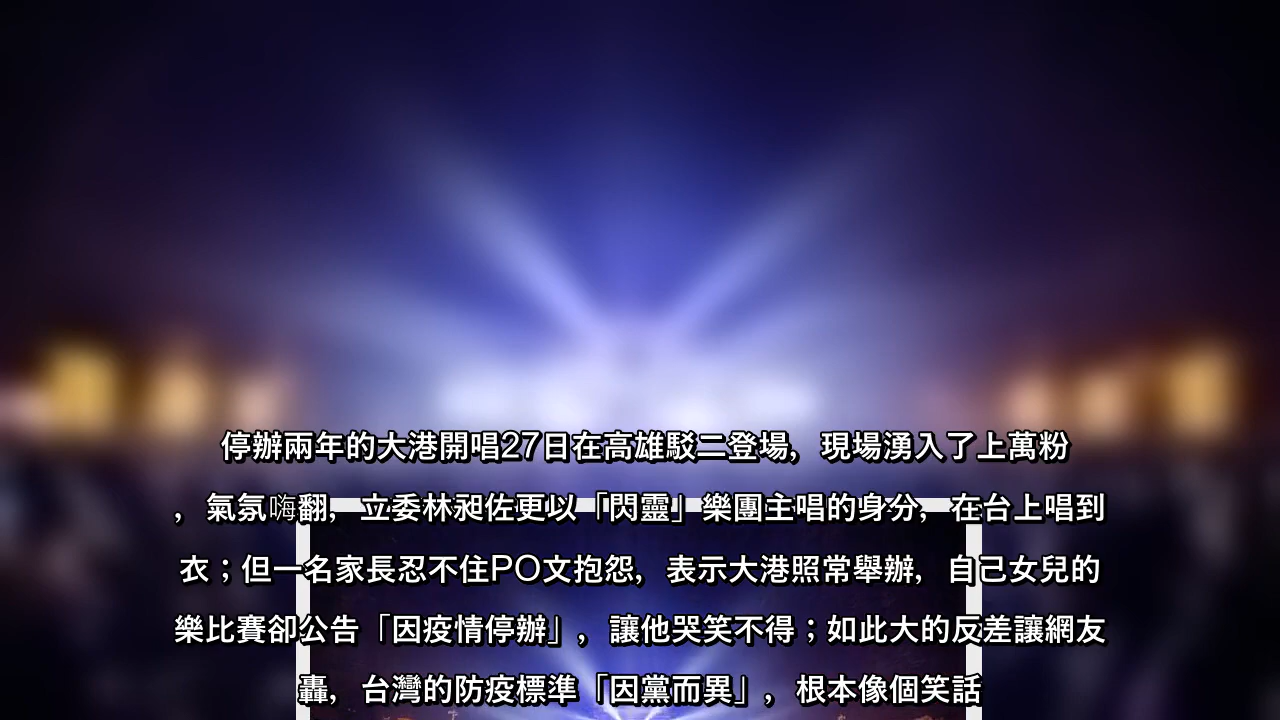 停辦兩年的大港開唱27日在高雄駁二登場，現場湧入了上萬粉
，氣氛嗨翻，立委林昶佐更以「閃靈」樂團主唱的身分，在台上唱到
衣；但一名家長忍不住PO文抱怨，表示大港照常舉辦，自己女兒的
樂比賽卻公告「因疫情停辦」，讓他哭笑不得；如此大的反差讓網友
轟，台灣的防疫標準「因黨而異」，根本像個笑話